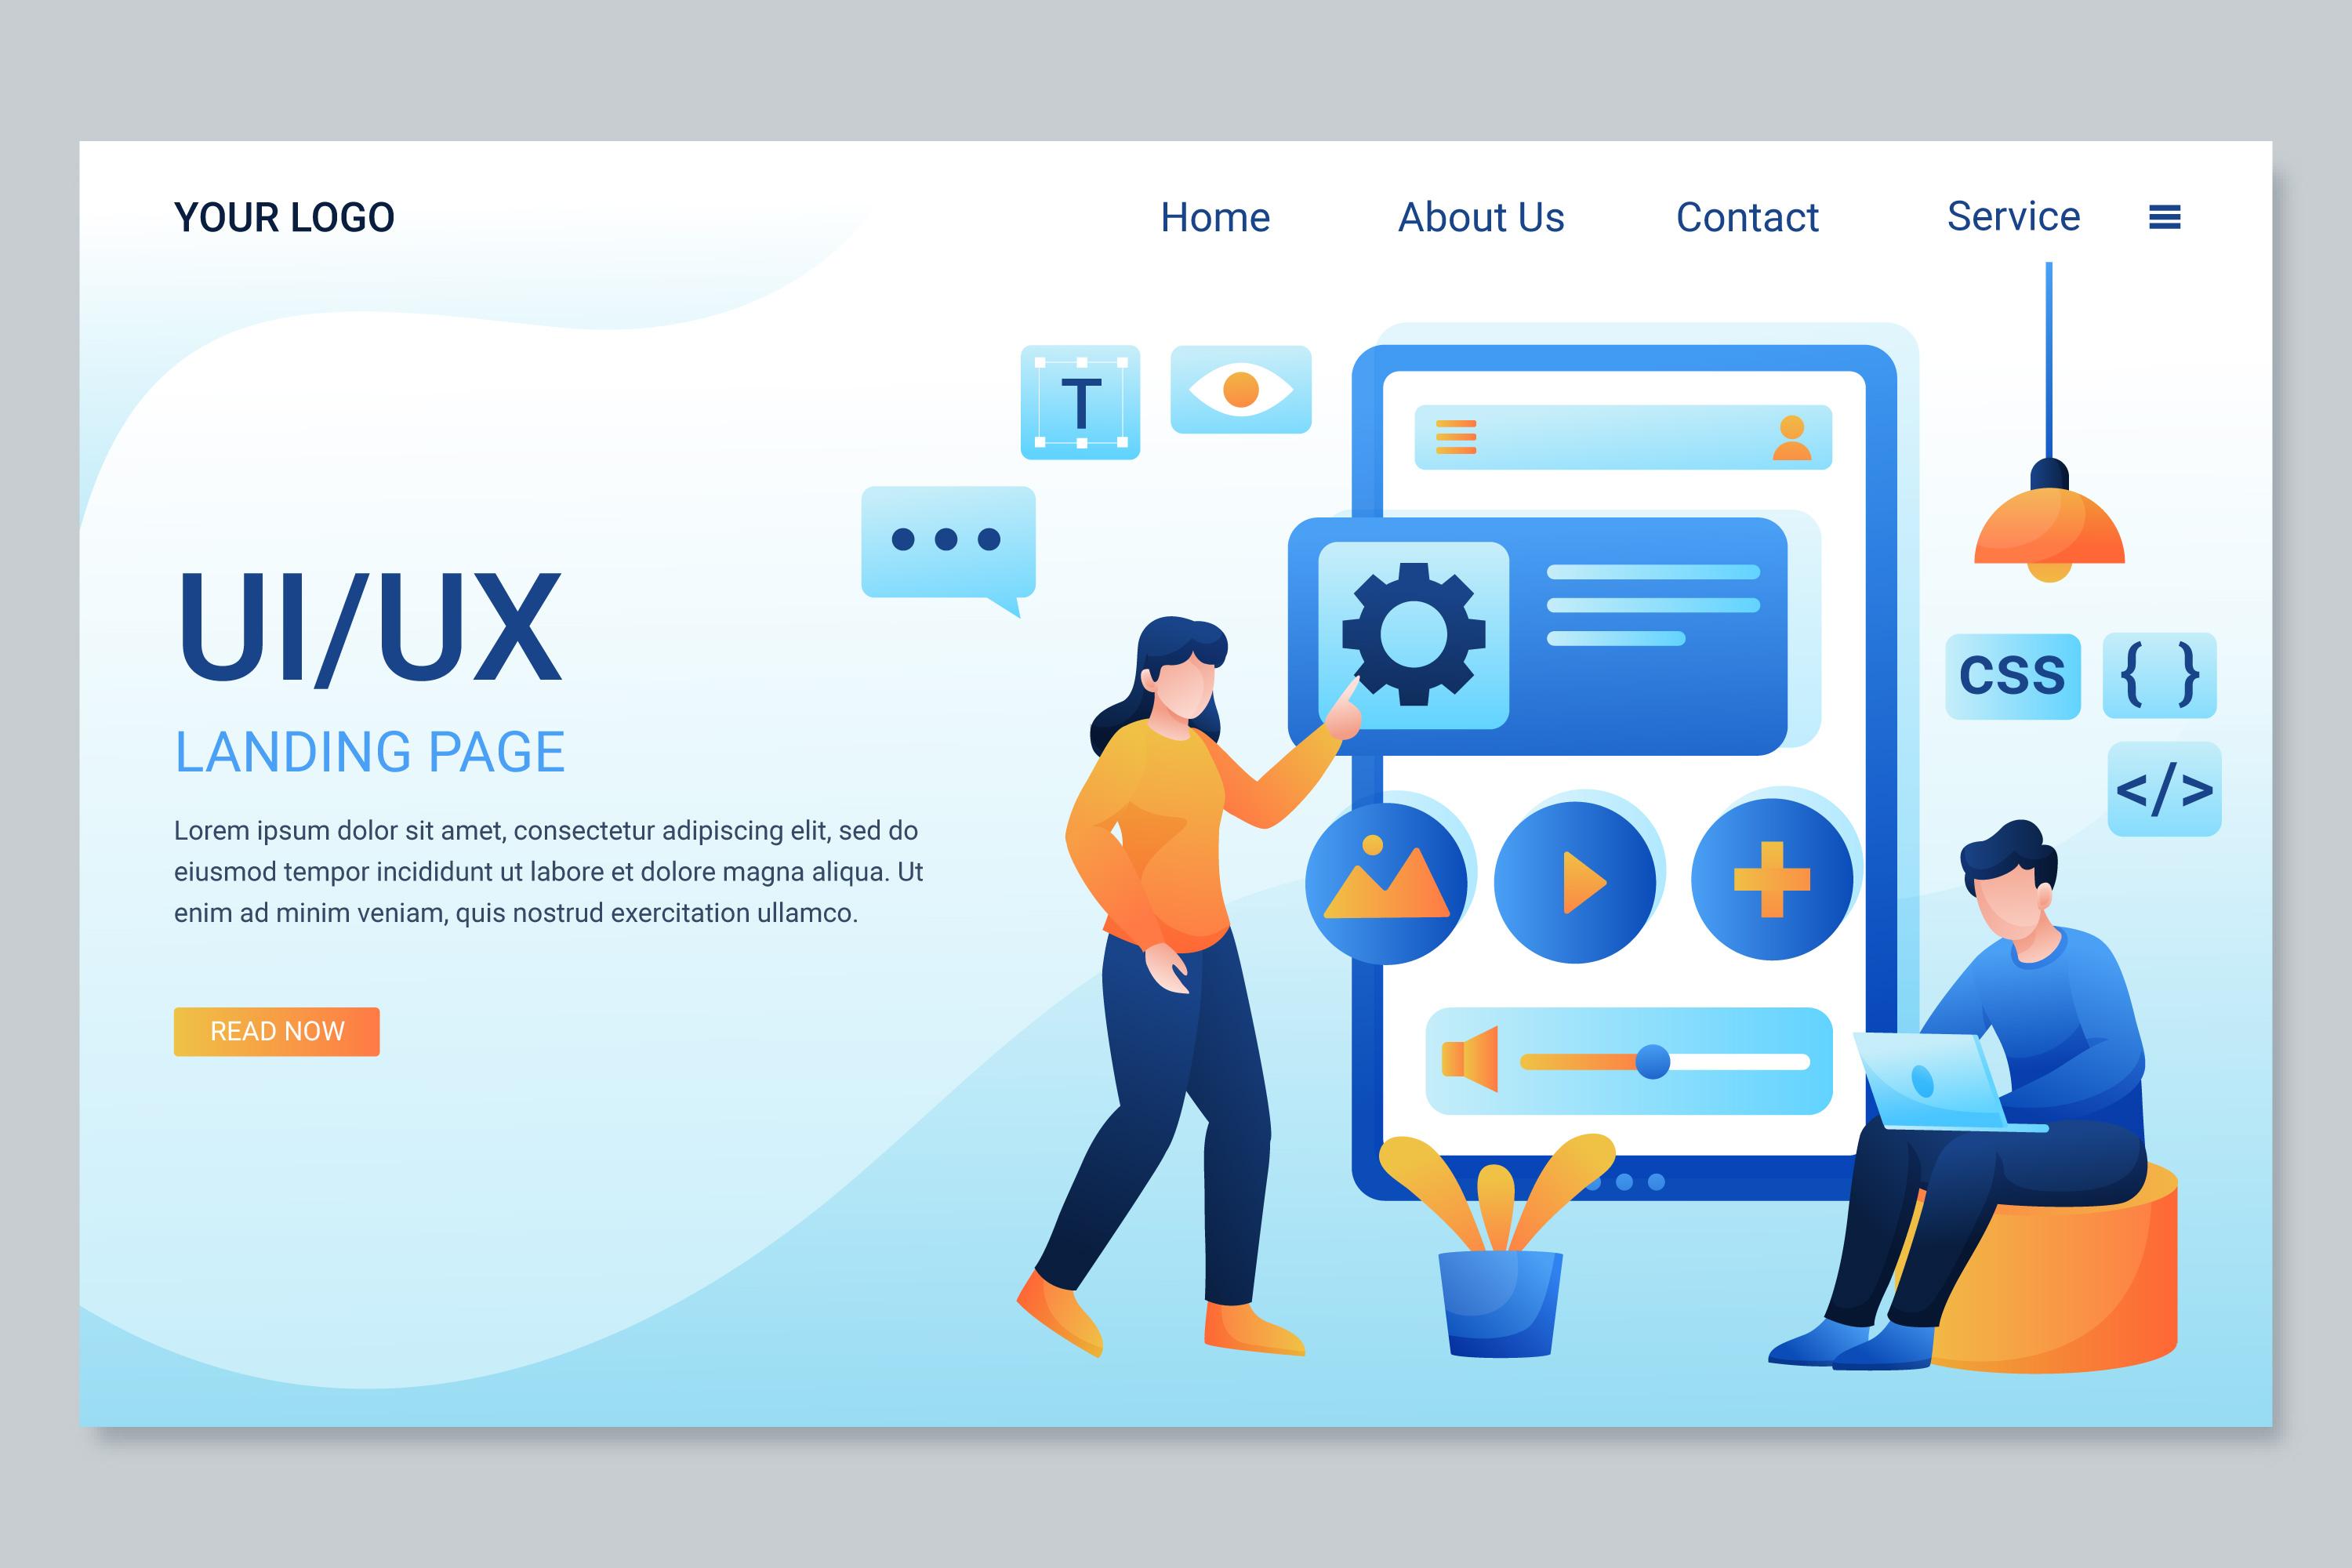 YOUR LOGO
Home About Us Contact Service
T
UI/UX
LANDING PAGE
Lorem ipsum dolor sit amet, consectetur adipiscing elit, sed do
eiusmod tempor incididunt ut labore et dolore magna aliqua. Ut
enim ad minim veniam, quis nostrud exercitation ullamco.
READ NOW
CSS
{ }
</>